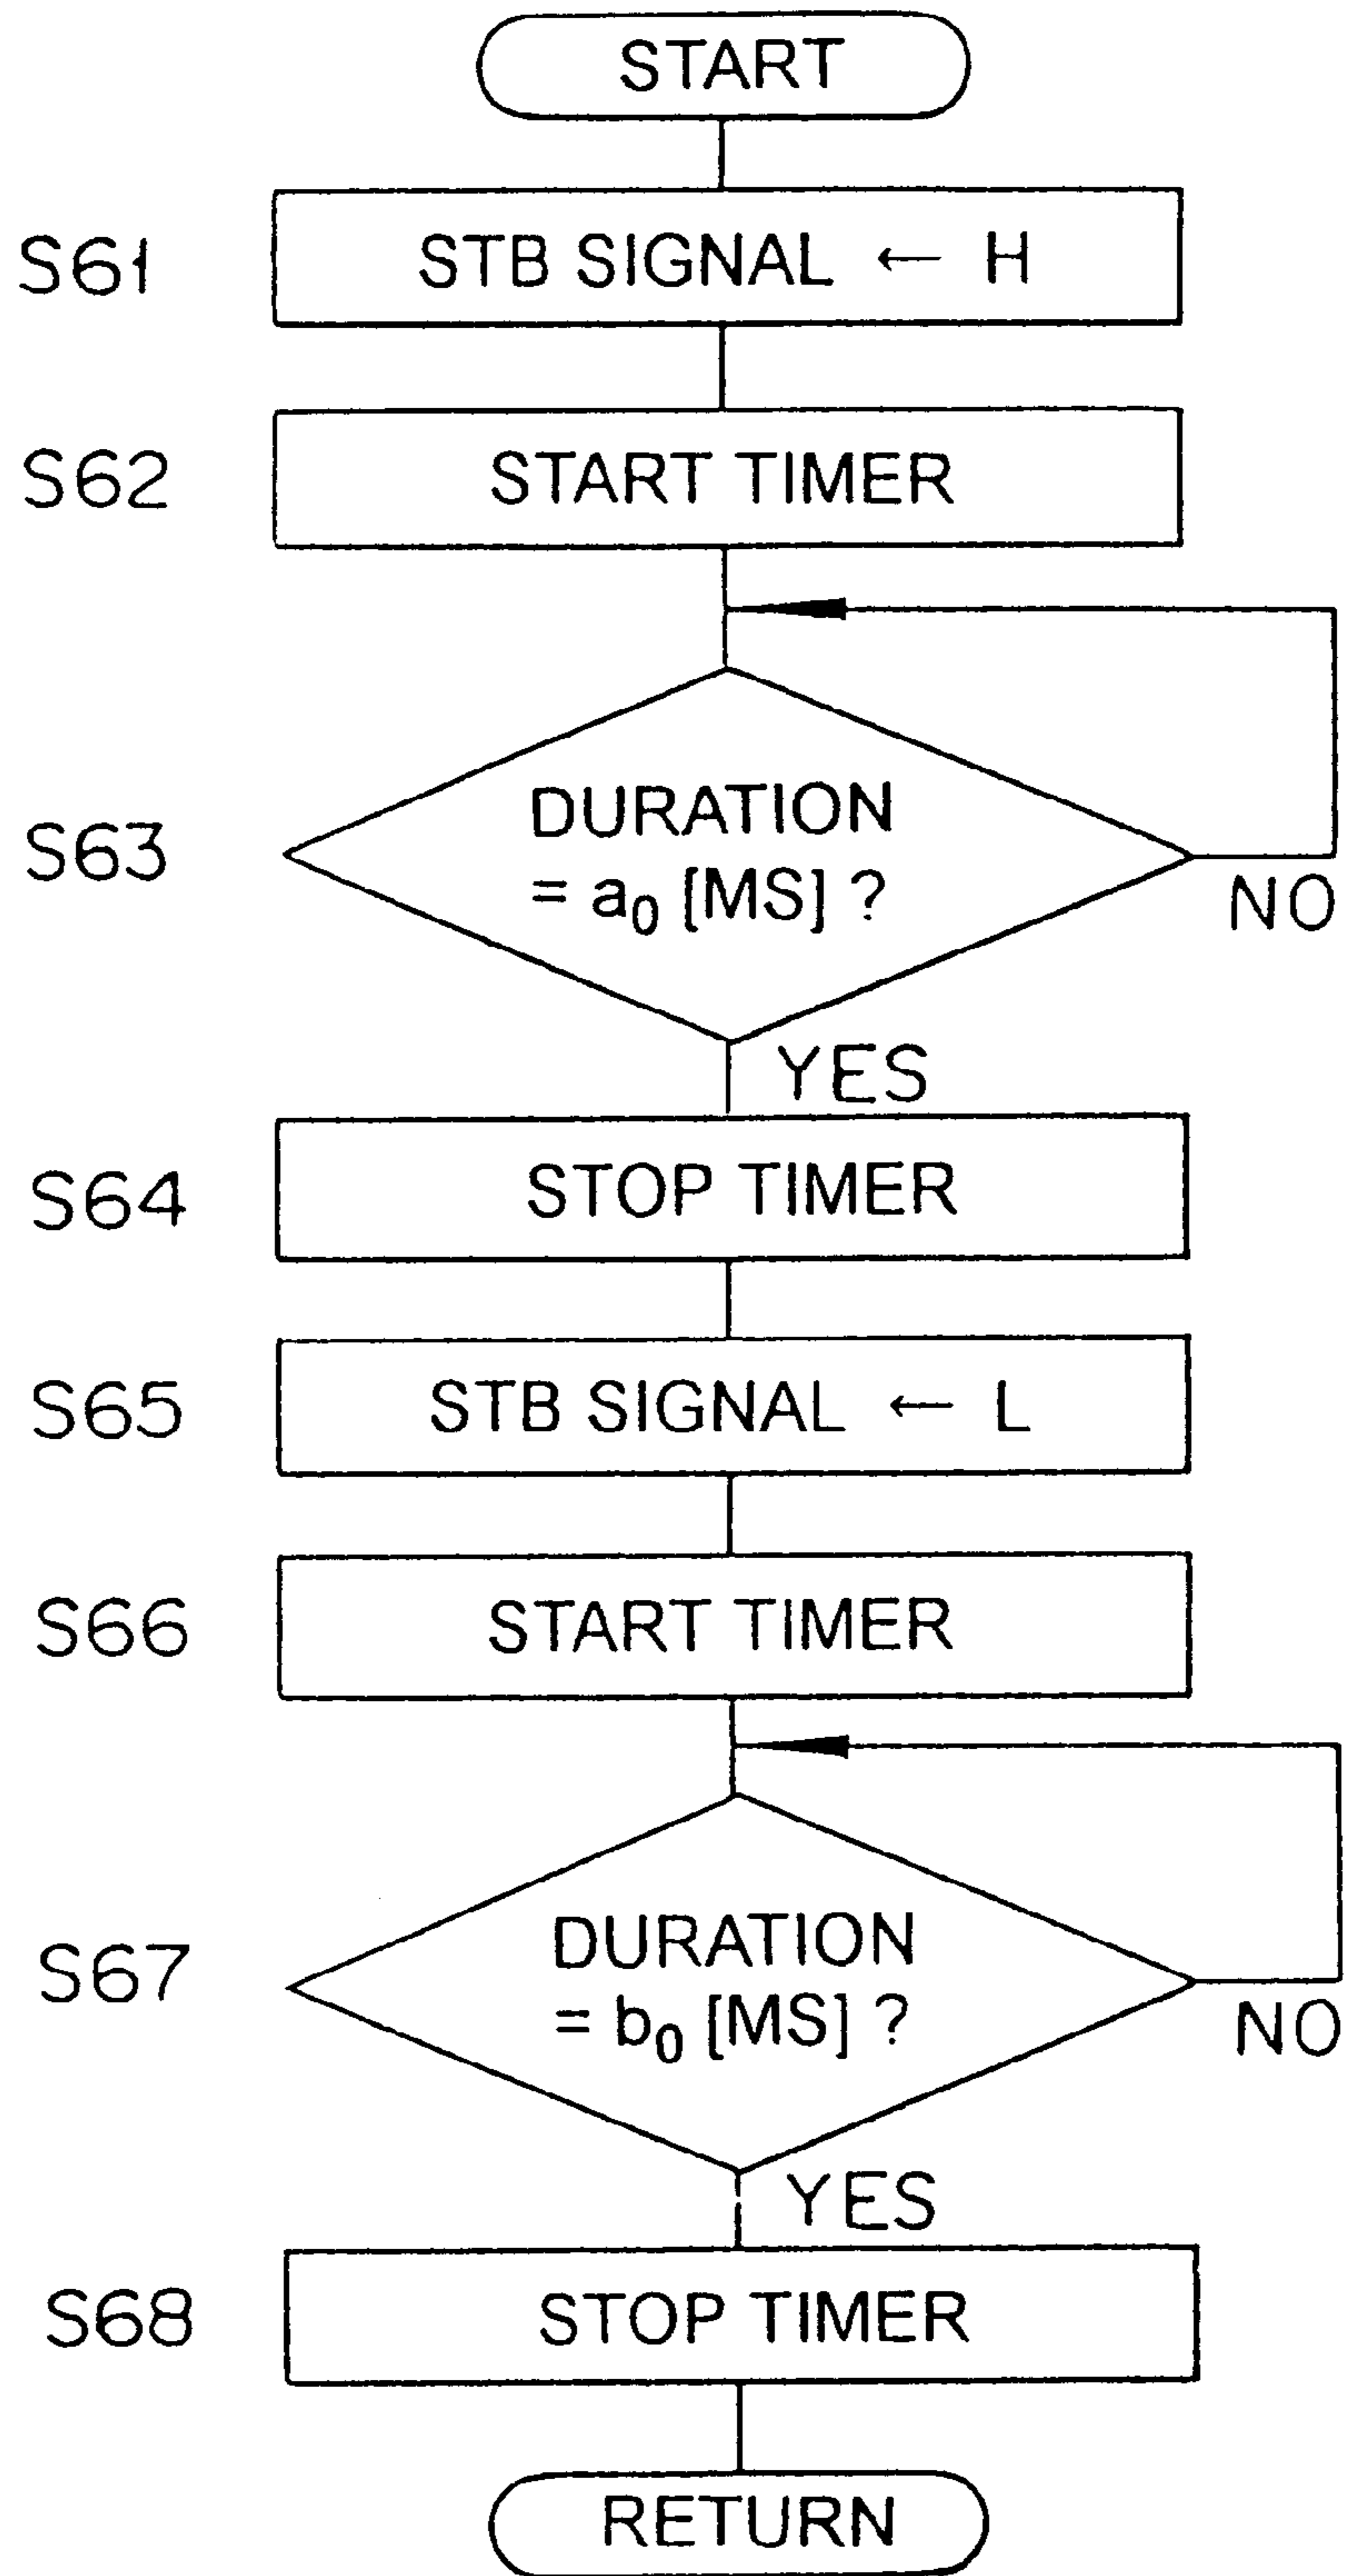 START
S61
STB SIGNAL ← H
S62
START TIMER
S63
DURATION
= a₀ [MS] ?
NO
YES
S64
STOP TIMER
S65
STB SIGNAL ← L
S66
START TIMER
S67
DURATION
= b₀ [MS] ?
NO
YES
S68
STOP TIMER
RETURN